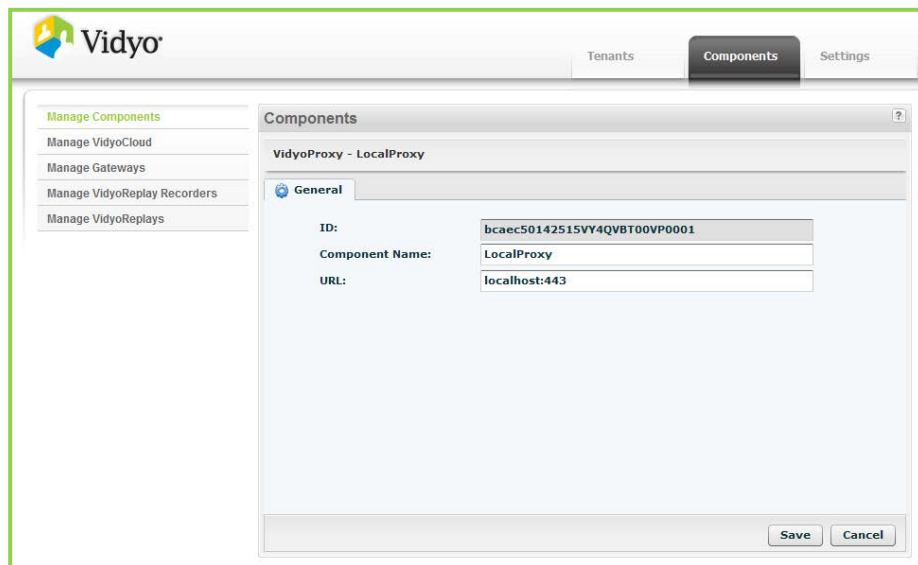 Vidyo
Tenants
Components
Settings
Manage Components
Manage VidyoCloud
Manage Gateways
Manage VidyoReplay Recorders
Manage VidyoReplays
Components
?
VidyoProxy - LocalProxy
General
ID: bcaec50142515VY4QVBT00VP0001
Component Name: LocalProxy
URL: localhost:443
Save
Cancel